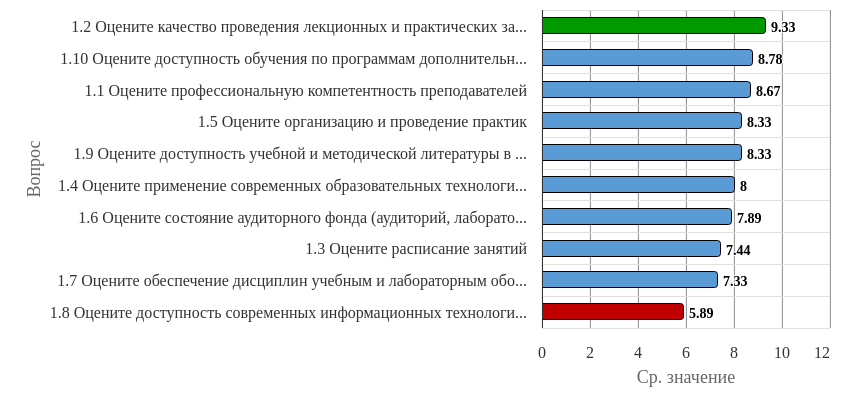 1.2 Оцените качество проведения лекционных и практических за... 9.33
1.10 Оцените доступность обучения по программам дополнительн... 8.78
1.1 Оцените профессиональную компетентность преподавателей 8.67
1.5 Оцените организацию и проведение практик 8.33
1.9 Оцените доступность учебной и методической литературы в ... 8.33
1.4 Оцените применение современных образовательных технологи... 8
1.6 Оцените состояние аудиторного фонда (аудиторий, лаборато... 7.89
1.3 Оцените расписание занятий 7.44
1.7 Оцените обеспечение дисциплин учебным и лабораторным обо... 7.33
1.8 Оцените доступность современных информационных технологи... 5.89
Вопрос
0 2 4 6 8 10 12
Ср. значение